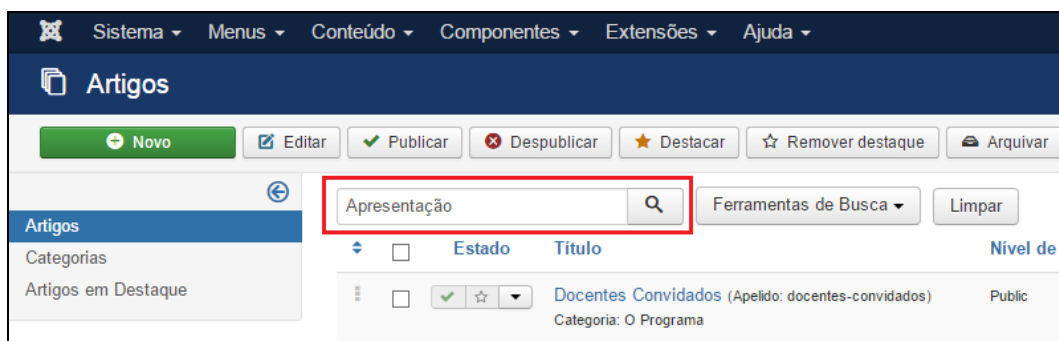 Sistema Menus Conteúdo Componentes Extensões Ajuda
Artigos
Novo Editar Publicar Despublicar Destacar Remover destaque Arquivar
Apresentação Ferramentas de Busca Limpar
Artigos
Categorias
Artigos em Destaque
Estado Título Nível de
Docentes Convidados (Apelido: docentes-convidados) Public
Categoria: O Programa